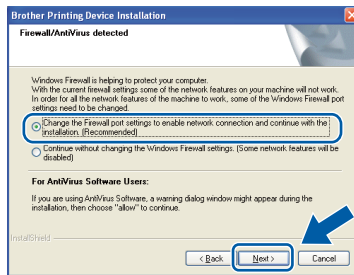 Brother Printing Device Installation
Firewall/AntiVirus detected
Windows Firewall is helping to protect your computer.
With the current firewall settings some of the network features on your machine will not work.
In order for all the network features of the machine to work, some of the Windows Firewall port
settings need to be changed.
Change the Firewall port settings to enable network connection and continue with the
installation. (Recommended)
Continue without changing the Windows Firewall settings. (Some network features will be
disabled)
For AntiVirus Software Users:
If you are using AntiVirus Software, a warning dialog window might appear during the
installation, then choose "allow" to continue.
InstallShield
< Back
Next >
Cancel